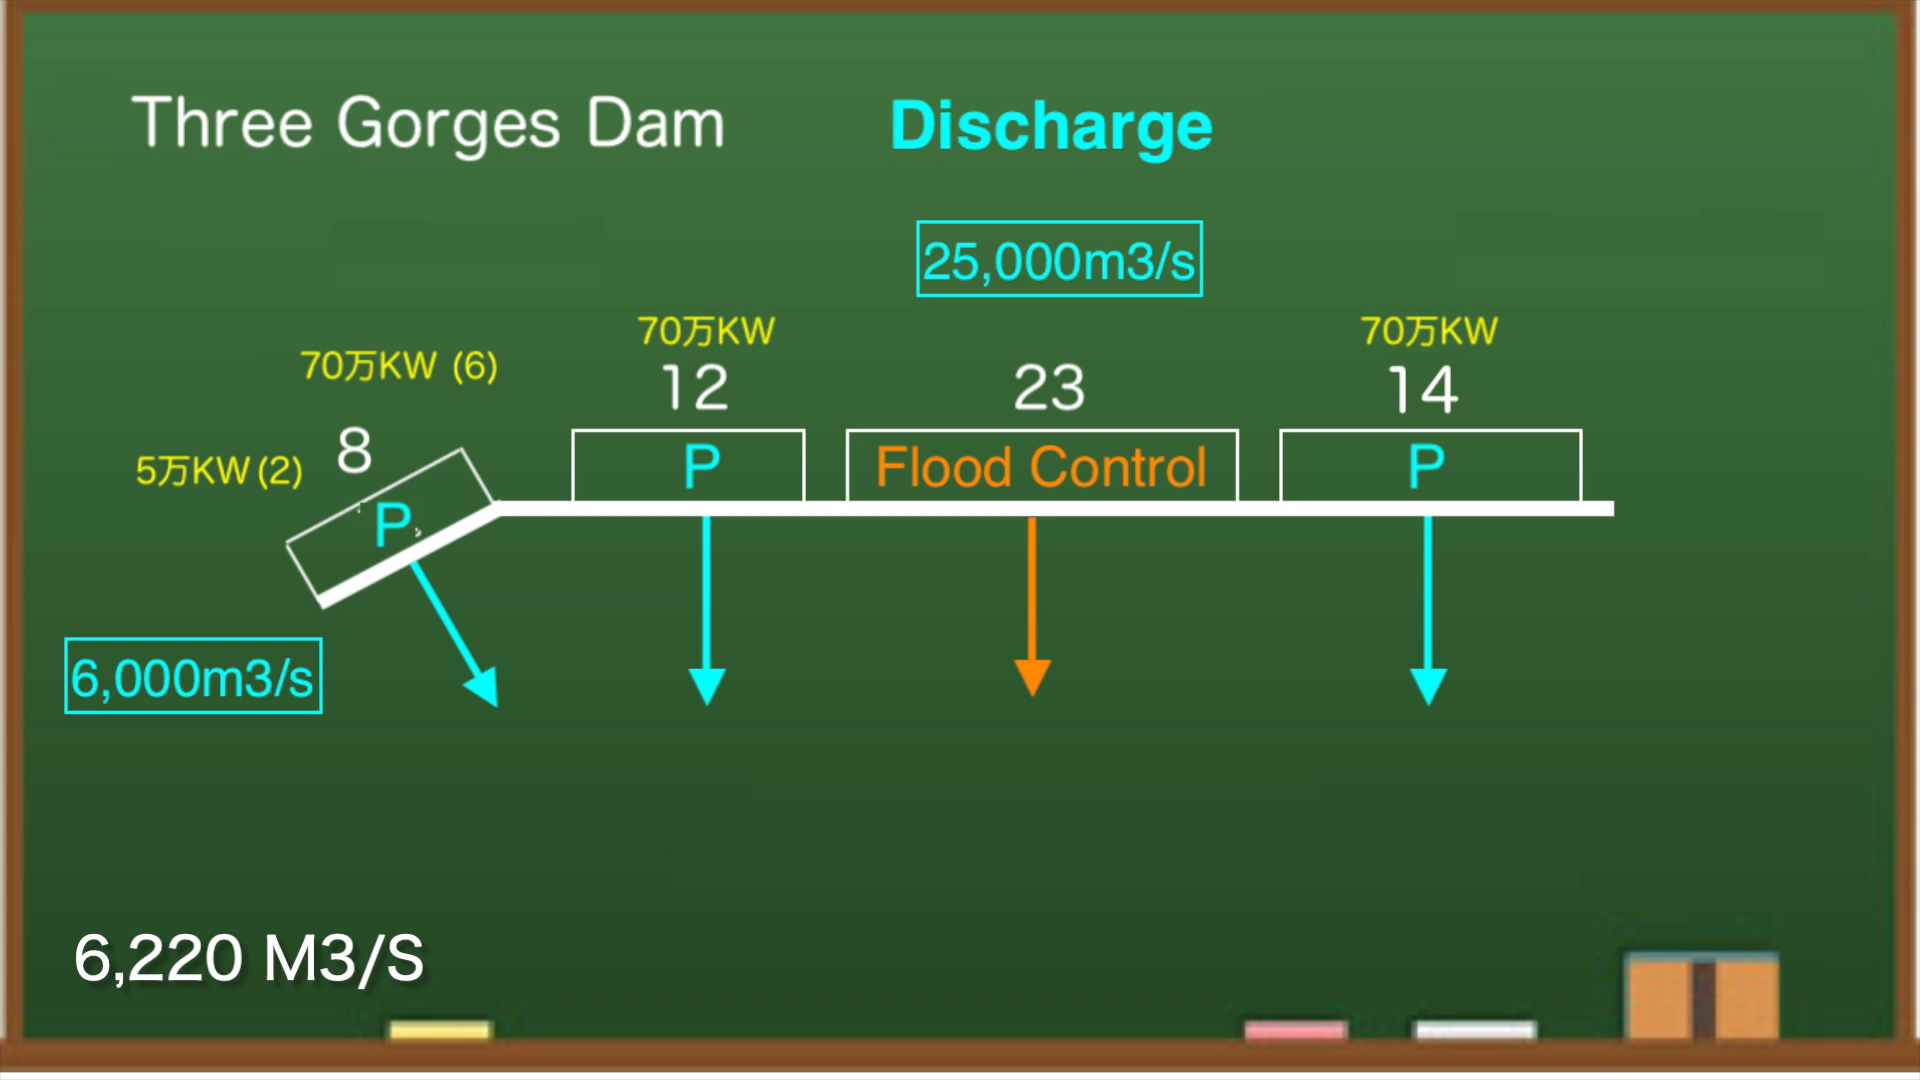 Three Gorges Dam
Discharge
25,000m3/s
70万KW
70万KW
70万KW (6)
12
23
14
8
5万KW(2)
P
Flood Control
P
P
6,000m3/s
6,220 M3/S